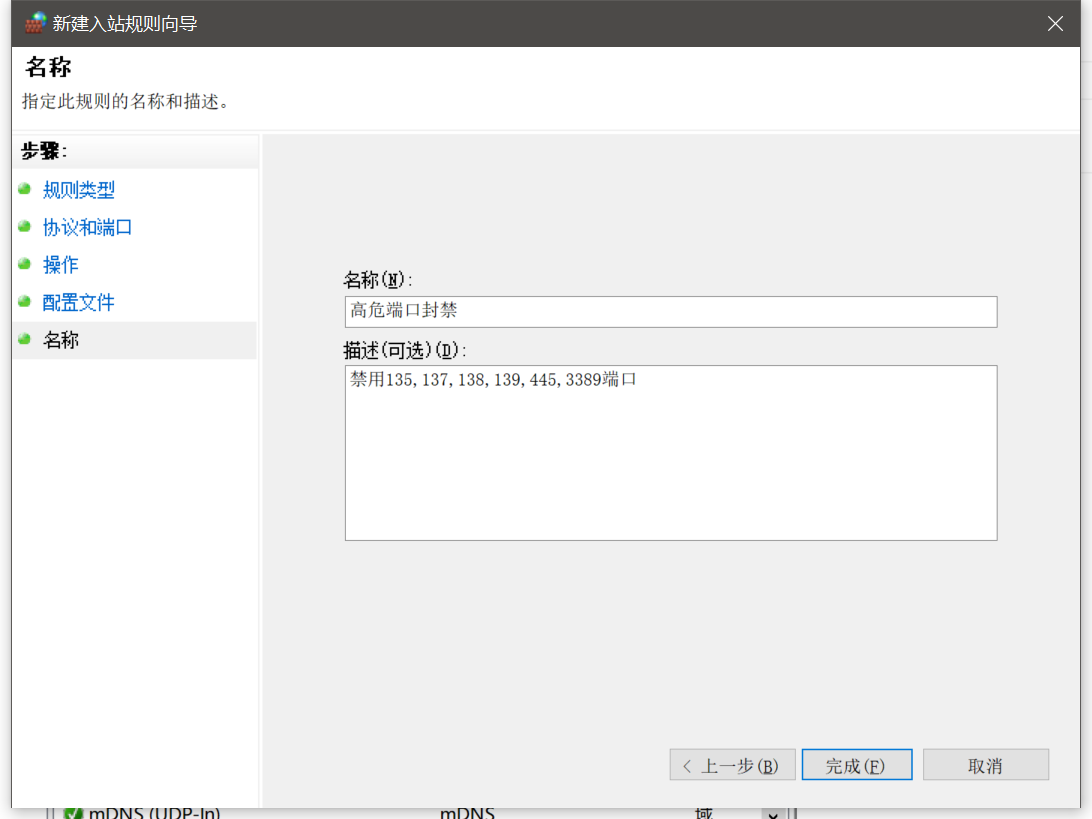 新建入站规则向导
名称
指定此规则的名称和描述。
步骤:
规则类型
协议和端口
操作
配置文件
名称
名称(N):
高危端口封禁
描述(可选)(D):
禁用135,137,138,139,445,3389端口
< 上一步(B)
完成(F)
取消
mDNS (UDP-In) mDNS 域